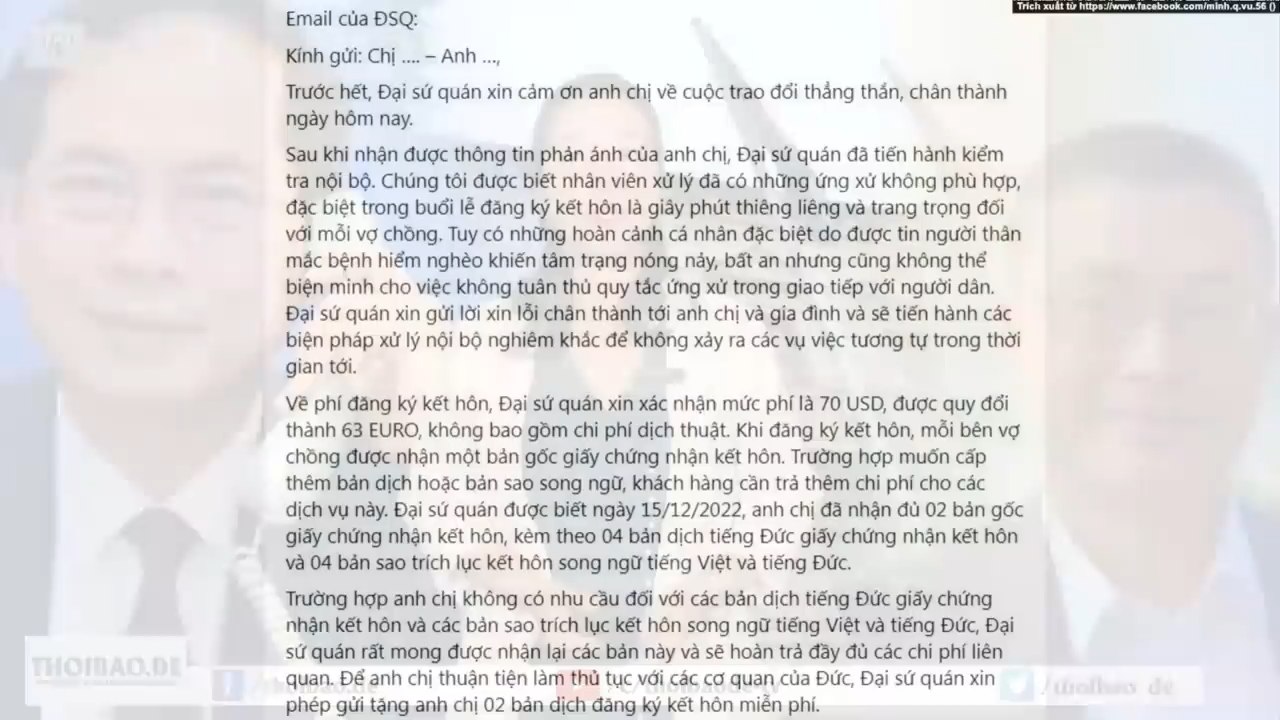 Trích xuất từ https://www.facebook.com/minh.q.vu.56 ()
Email của ĐSQ:
Kính gửi: Chị .... – Anh ...,
Trước hết, Đại sứ quán xin cảm ơn anh chị về cuộc trao đổi thẳng thắn, chân thành
ngày hôm nay.
Sau khi nhận được thông tin phản ánh của anh chị, Đại sứ quán đã tiến hành kiểm
tra nội bộ. Chúng tôi được biết nhân viên xử lý đã có những ứng xử không phù hợp,
đặc biệt trong buổi lễ đăng ký kết hôn là giây phút thiêng liêng và trang trọng đối
với mỗi vợ chồng. Tuy có những hoàn cảnh cá nhân đặc biệt do được tin người thân
mắc bệnh hiểm nghèo khiến tâm trạng nóng nảy, bất an nhưng cũng không thể
biện minh cho việc không tuân thủ quy tắc ứng xử trong giao tiếp với người dân.
Đại sứ quán xin gửi lời xin lỗi chân thành tới anh chị và gia đình và sẽ tiến hành các
biện pháp xử lý nội bộ nghiêm khắc để không xảy ra các vụ việc tương tự trong thời
gian tới.
Về phí đăng ký kết hôn, Đại sứ quán xin xác nhận mức phí là 70 USD, được quy đổi
thành 63 EURO, không bao gồm chi phí dịch thuật. Khi đăng ký kết hôn, mỗi bên vợ
chồng được nhận một bản gốc giấy chứng nhận kết hôn. Trường hợp muốn cấp
thêm bản dịch hoặc bản sao song ngữ, khách hàng cần trả thêm chi phí cho các
dịch vụ này. Đại sứ quán được biết ngày 15/12/2022, anh chị đã nhận đủ 02 bản gốc
giấy chứng nhận kết hôn, kèm theo 04 bản dịch tiếng Đức giấy chứng nhận kết hôn
và 04 bản sao trích lục kết hôn song ngữ tiếng Việt và tiếng Đức.
Trường hợp anh chị không có nhu cầu đối với các bản dịch tiếng Đức giấy chứng
nhận kết hôn và các bản sao trích lục kết hôn song ngữ tiếng Việt và tiếng Đức, Đại
sứ quán rất mong được nhận lại các bản này và sẽ hoàn trả đầy đủ các chi phí liên
quan. Để anh chị thuận tiện làm thủ tục với các cơ quan của Đức, Đại sứ quán xin
phép gửi tặng anh chị 02 bản dịch đăng ký kết hôn miễn phí.
THOIBAO.DE
/thoibao.de
/thoibao_de